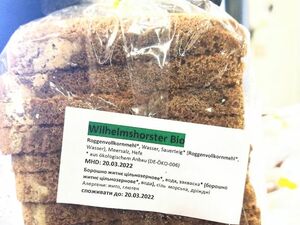 Wilhelmshorster Bio
Roggenvollkornmehl*, Wasser, Sauerteig* (Roggenvollkornmehl*,
Wasser), Meersalz, Hefe
* aus ökologischem Anbau (DE-ÖKO-006)
MHD: 20.03.2022
Борошно житнє цільнозернове*, вода, закваска* (борошно
житнє цільнозернове*, вода), сіль морська, дріжджі
Алергени: жито, глютен
споживати до: 20.03.2022